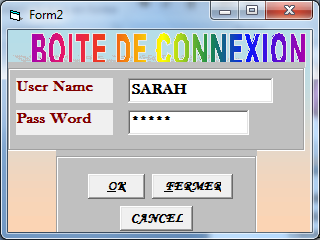 Form2
BOITE DE CONNEXION
User Name SARAH
Pass Word *****
OK FERMER
CANCEL